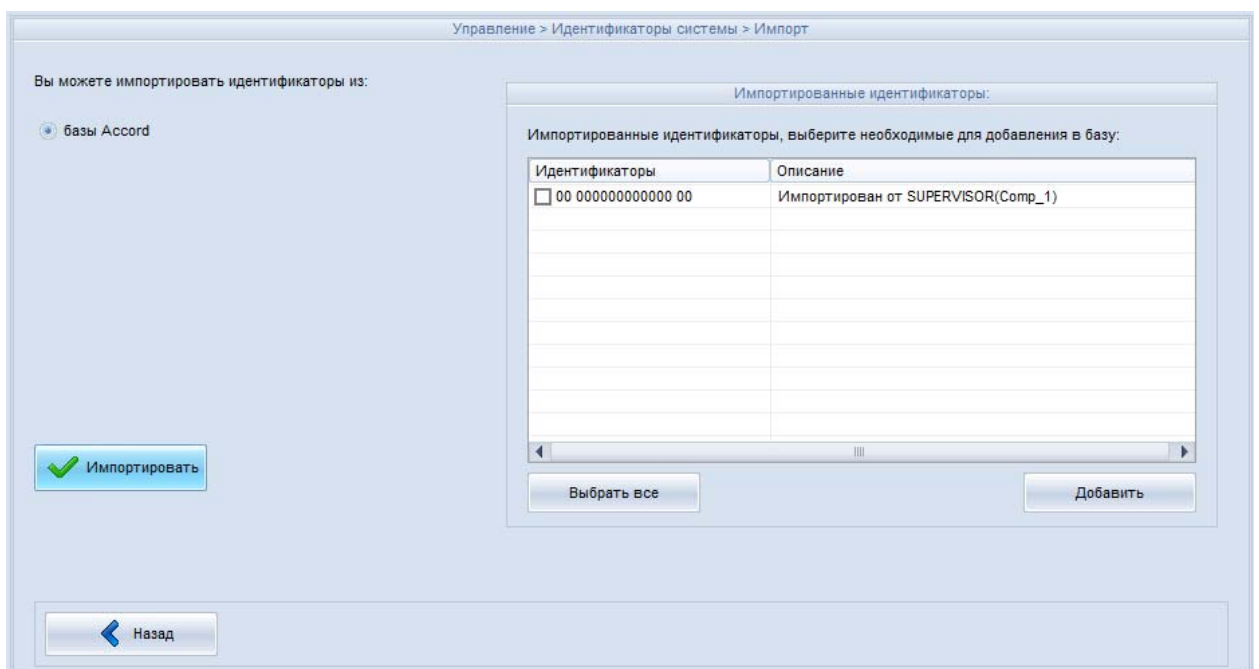 Управление > Идентификаторы системы > Импорт
Вы можете импортировать идентификаторы из:
базы Accord
Импортировать
Импортированные идентификаторы:
Импортированные идентификаторы, выберите необходимые для добавления в базу:
Идентификаторы Описание
00 000000000000 00 Импортирован от SUPERVISOR(Comp_1)
Выбрать все Добавить
Назад